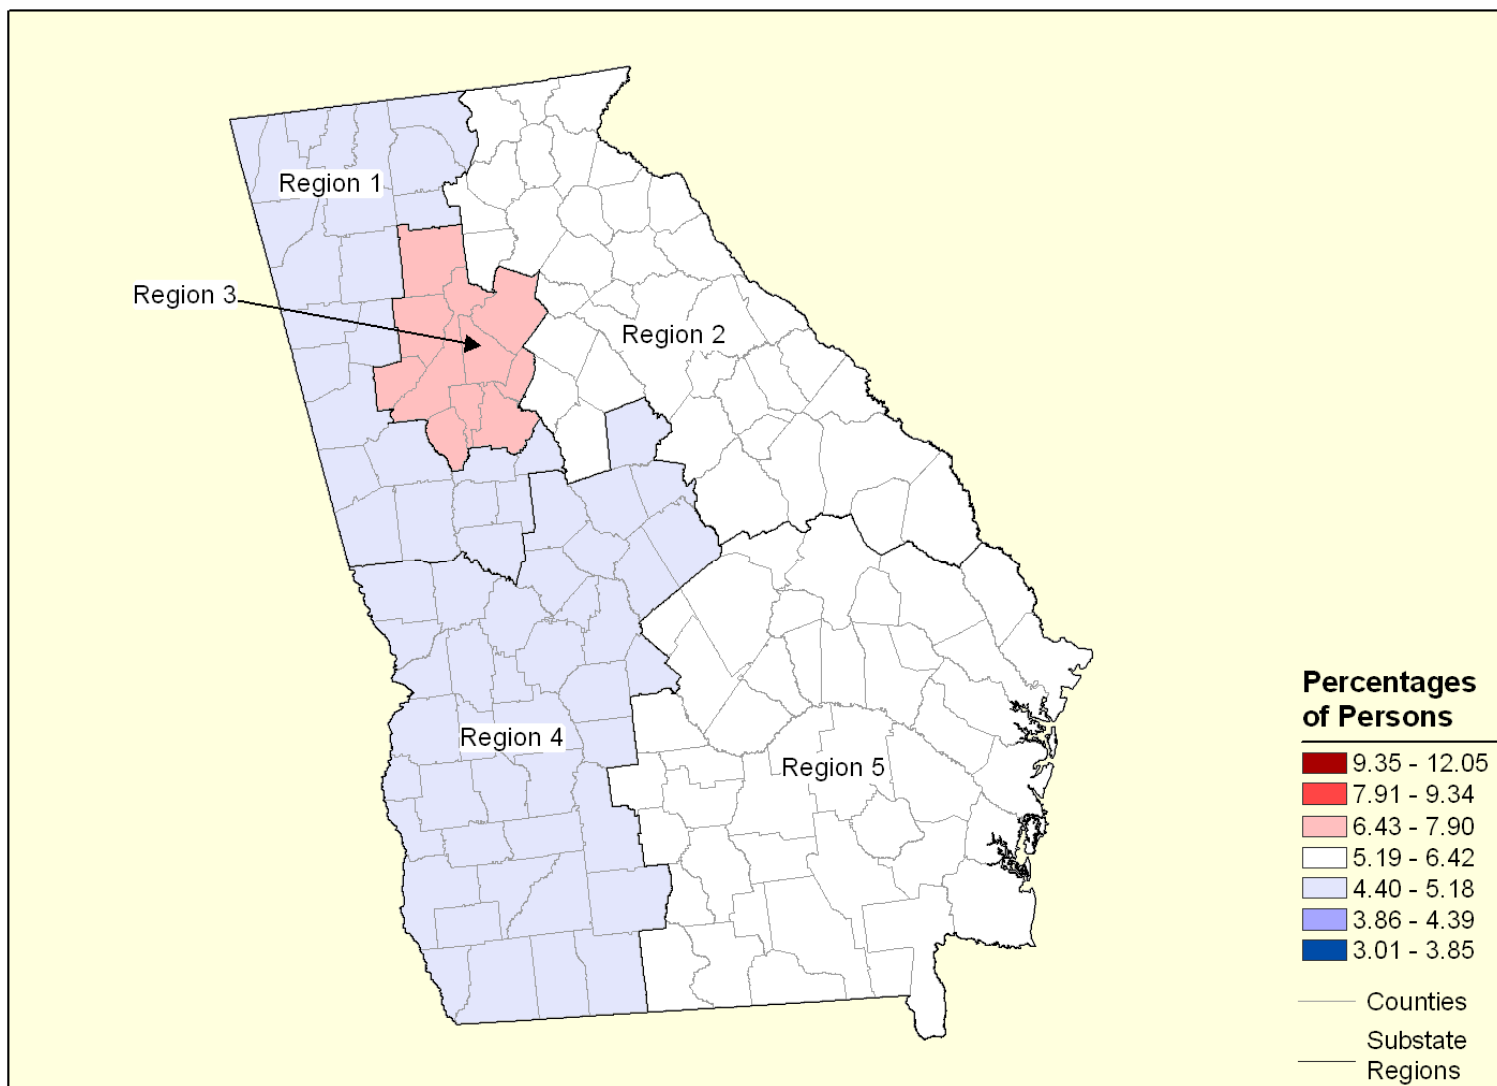 Region 1
Region 3
Region 2
Region 4
Region 5
Percentages
of Persons
9.35 - 12.05
7.91 - 9.34
6.43 - 7.90
5.19 - 6.42
4.40 - 5.18
3.86 - 4.39
3.01 - 3.85
Counties
Substate
Regions